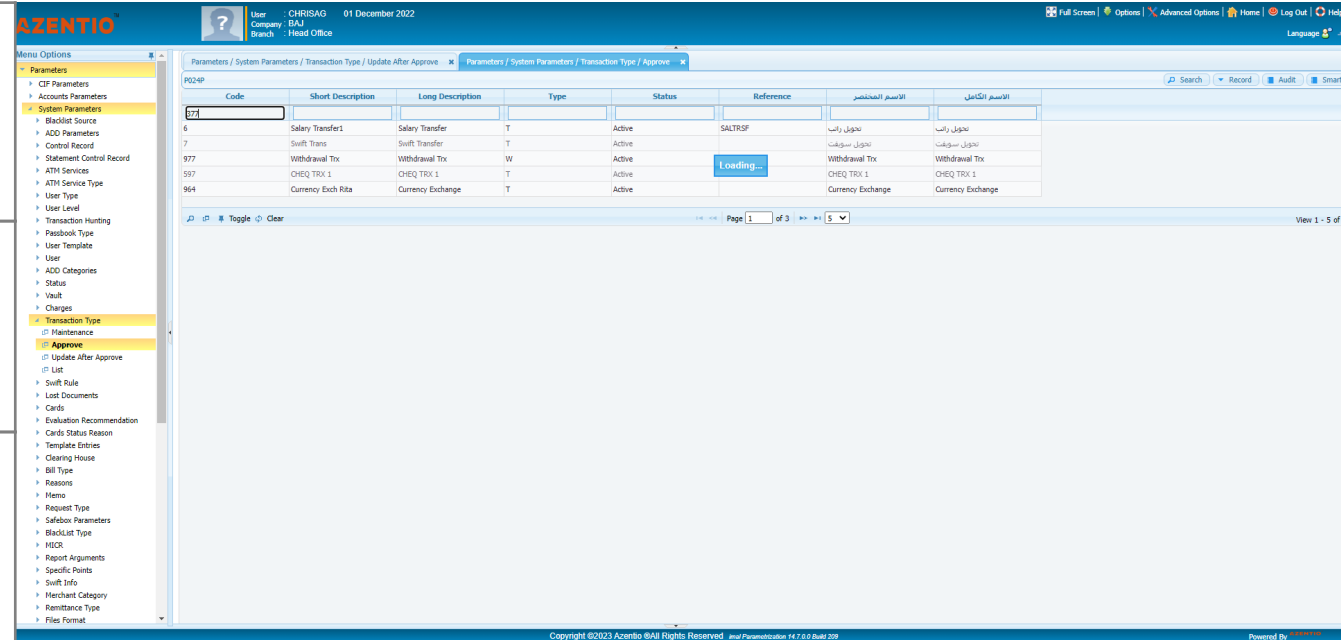 AZENTIO
User : CHRISAG 01 December 2022
Company : BAJ
Branch : Head Office
Full Screen | Options | Advanced Options | Home | Log Out | Help
Language
Menu Options
Parameters
CIF Parameters
Accounts Parameters
System Parameters
Blacklist Source
ADD Parameters
Control Record
Statement Control Record
ATM Services
ATM Service Type
User Type
User Level
Transaction Hunting
Passbook Type
User Template
User
ADD Categories
Status
Vault
Charges
Transaction Type
Maintenance
Approve
Update After Approve
List
Swift Rule
Lost Documents
Cards
Evaluation Recommendation
Cards Status Reason
Template Entries
Clearing House
Bill Type
Reasons
Memo
Request Type
Safebox Parameters
BlackList Type
MICR
Report Arguments
Specific Points
Swift Info
Merchant Category
Remittance Type
Files Format
Parameters / System Parameters / Transaction Type / Update After Approve
Parameters / System Parameters / Transaction Type / Approve
P024P
Search Record Audit Smart
Code Short Description Long Description Type Status Reference الاسم المختصر الاسم الكامل
377
6 Salary Transfer1 Salary Transfer T Active SALTRSF تحويل راتب تحويل راتب
7 Swift Trans Swift Transfer T Active تحويل سويفت تحويل سويفت
977 Withdrawal Trx Withdrawal Trx W Active Withdrawal Trx Withdrawal Trx
Loading...
597 CHEQ TRX 1 CHEQ TRX 1 T Active CHEQ TRX 1 CHEQ TRX 1
964 Currency Exch Rita Currency Exchange T Active Currency Exchange Currency Exchange
Toggle Clear
Page 1 of 3 5
View 1 - 5 of
Copyright ©2023 Azentio ®All Rights Reserved imal Parametrization 14.7.0.0 Build 209
Powered By AZENTIO